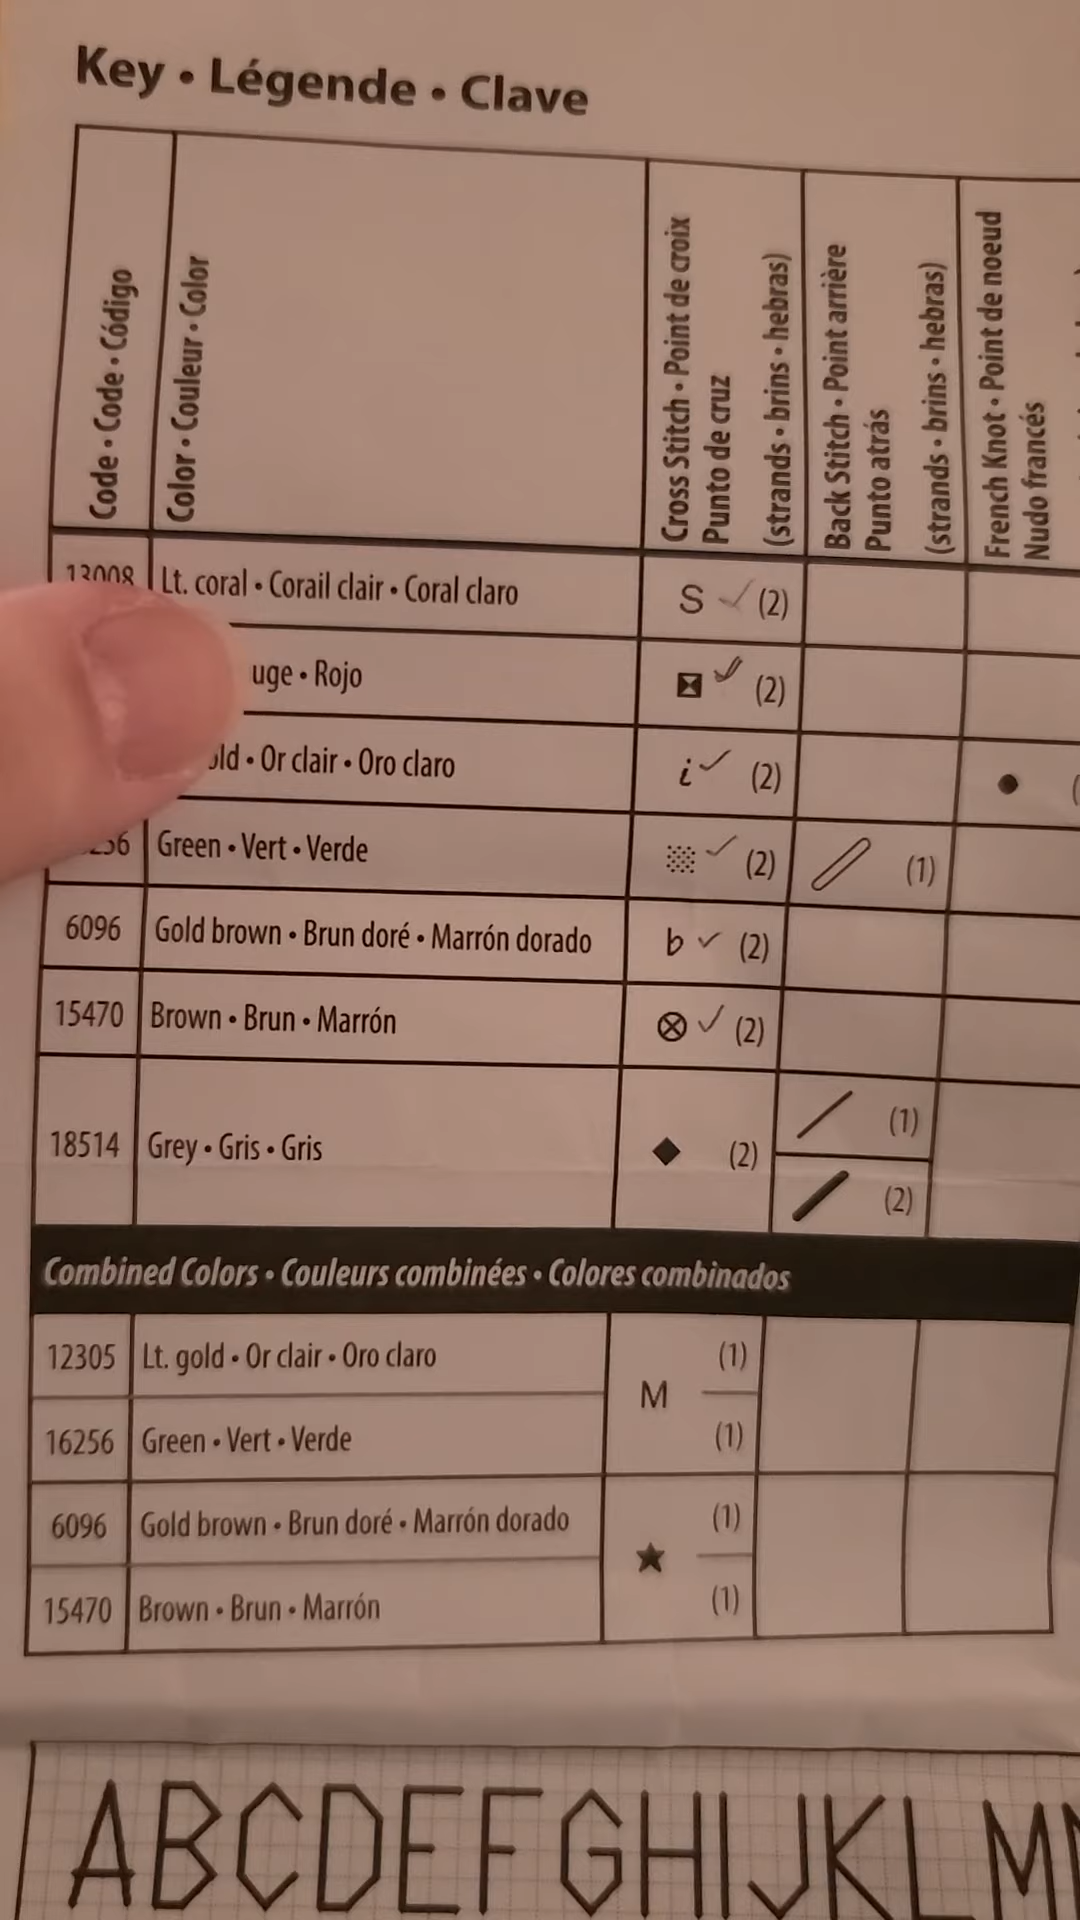 Key • Légende • Clave
Code • Code • Código
Color • Couleur • Color
Cross Stitch • Point de croix
Punto de cruz
(strands • brins • hebras)
Back Stitch • Point arrière
Punto atrás
(strands • brins • hebras)
French Knot • Point de noeud
Nudo francés
13008 Lt. coral • Corail clair • Coral claro S (2)
• Rojo (2)
• Or clair • Oro claro i (2)
Green • Vert • Verde (2) (1)
6096 Gold brown • Brun doré • Marrón dorado b (2)
15470 Brown • Brun • Marrón (2)
18514 Grey • Gris • Gris (2) (1)
(2)
Combined Colors • Couleurs combinées • Colores combinados
12305 Lt. gold • Or clair • Oro claro (1)
M
16256 Green • Vert • Verde (1)
6096 Gold brown • Brun doré • Marrón dorado (1)
15470 Brown • Brun • Marrón (1)
ABCDEFGHIJKLM